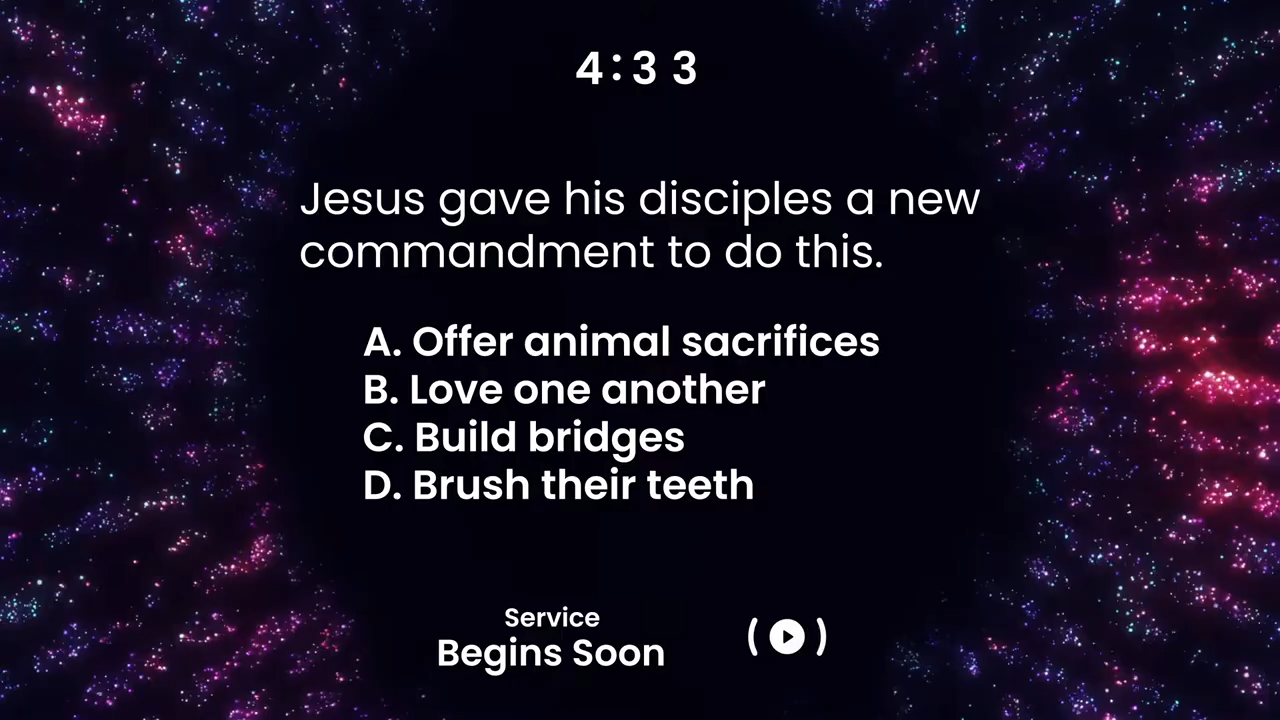 4:33
Jesus gave his disciples a new
commandment to do this.
A. Offer animal sacrifices
B. Love one another
C. Build bridges
D. Brush their teeth
Service
Begins Soon